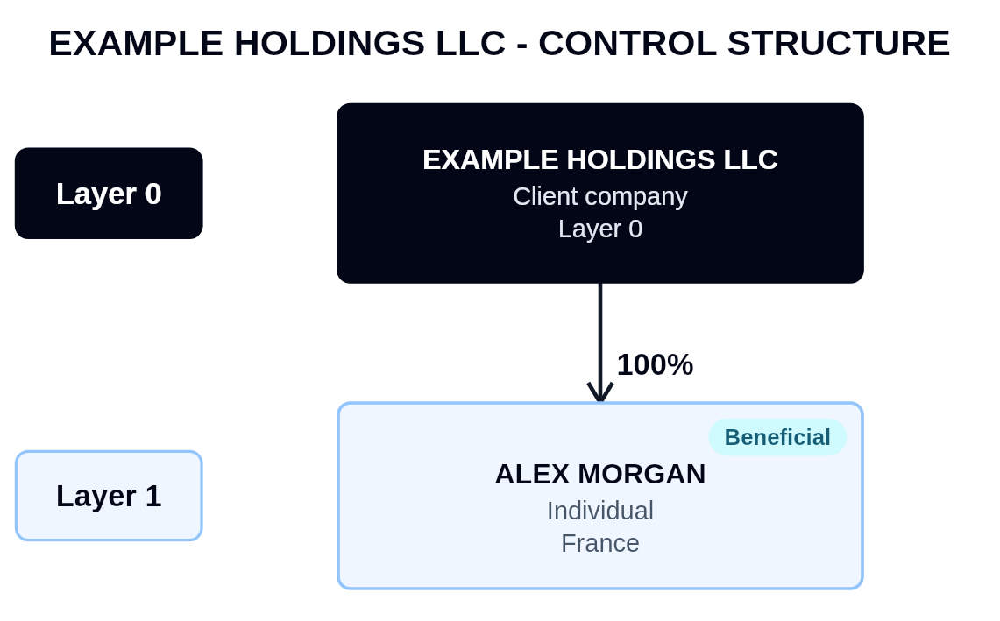 EXAMPLE HOLDINGS LLC - CONTROL STRUCTURE
Layer 0
EXAMPLE HOLDINGS LLC
Client company
Layer 0
100%
Layer 1
Beneficial
ALEX MORGAN
Individual
France